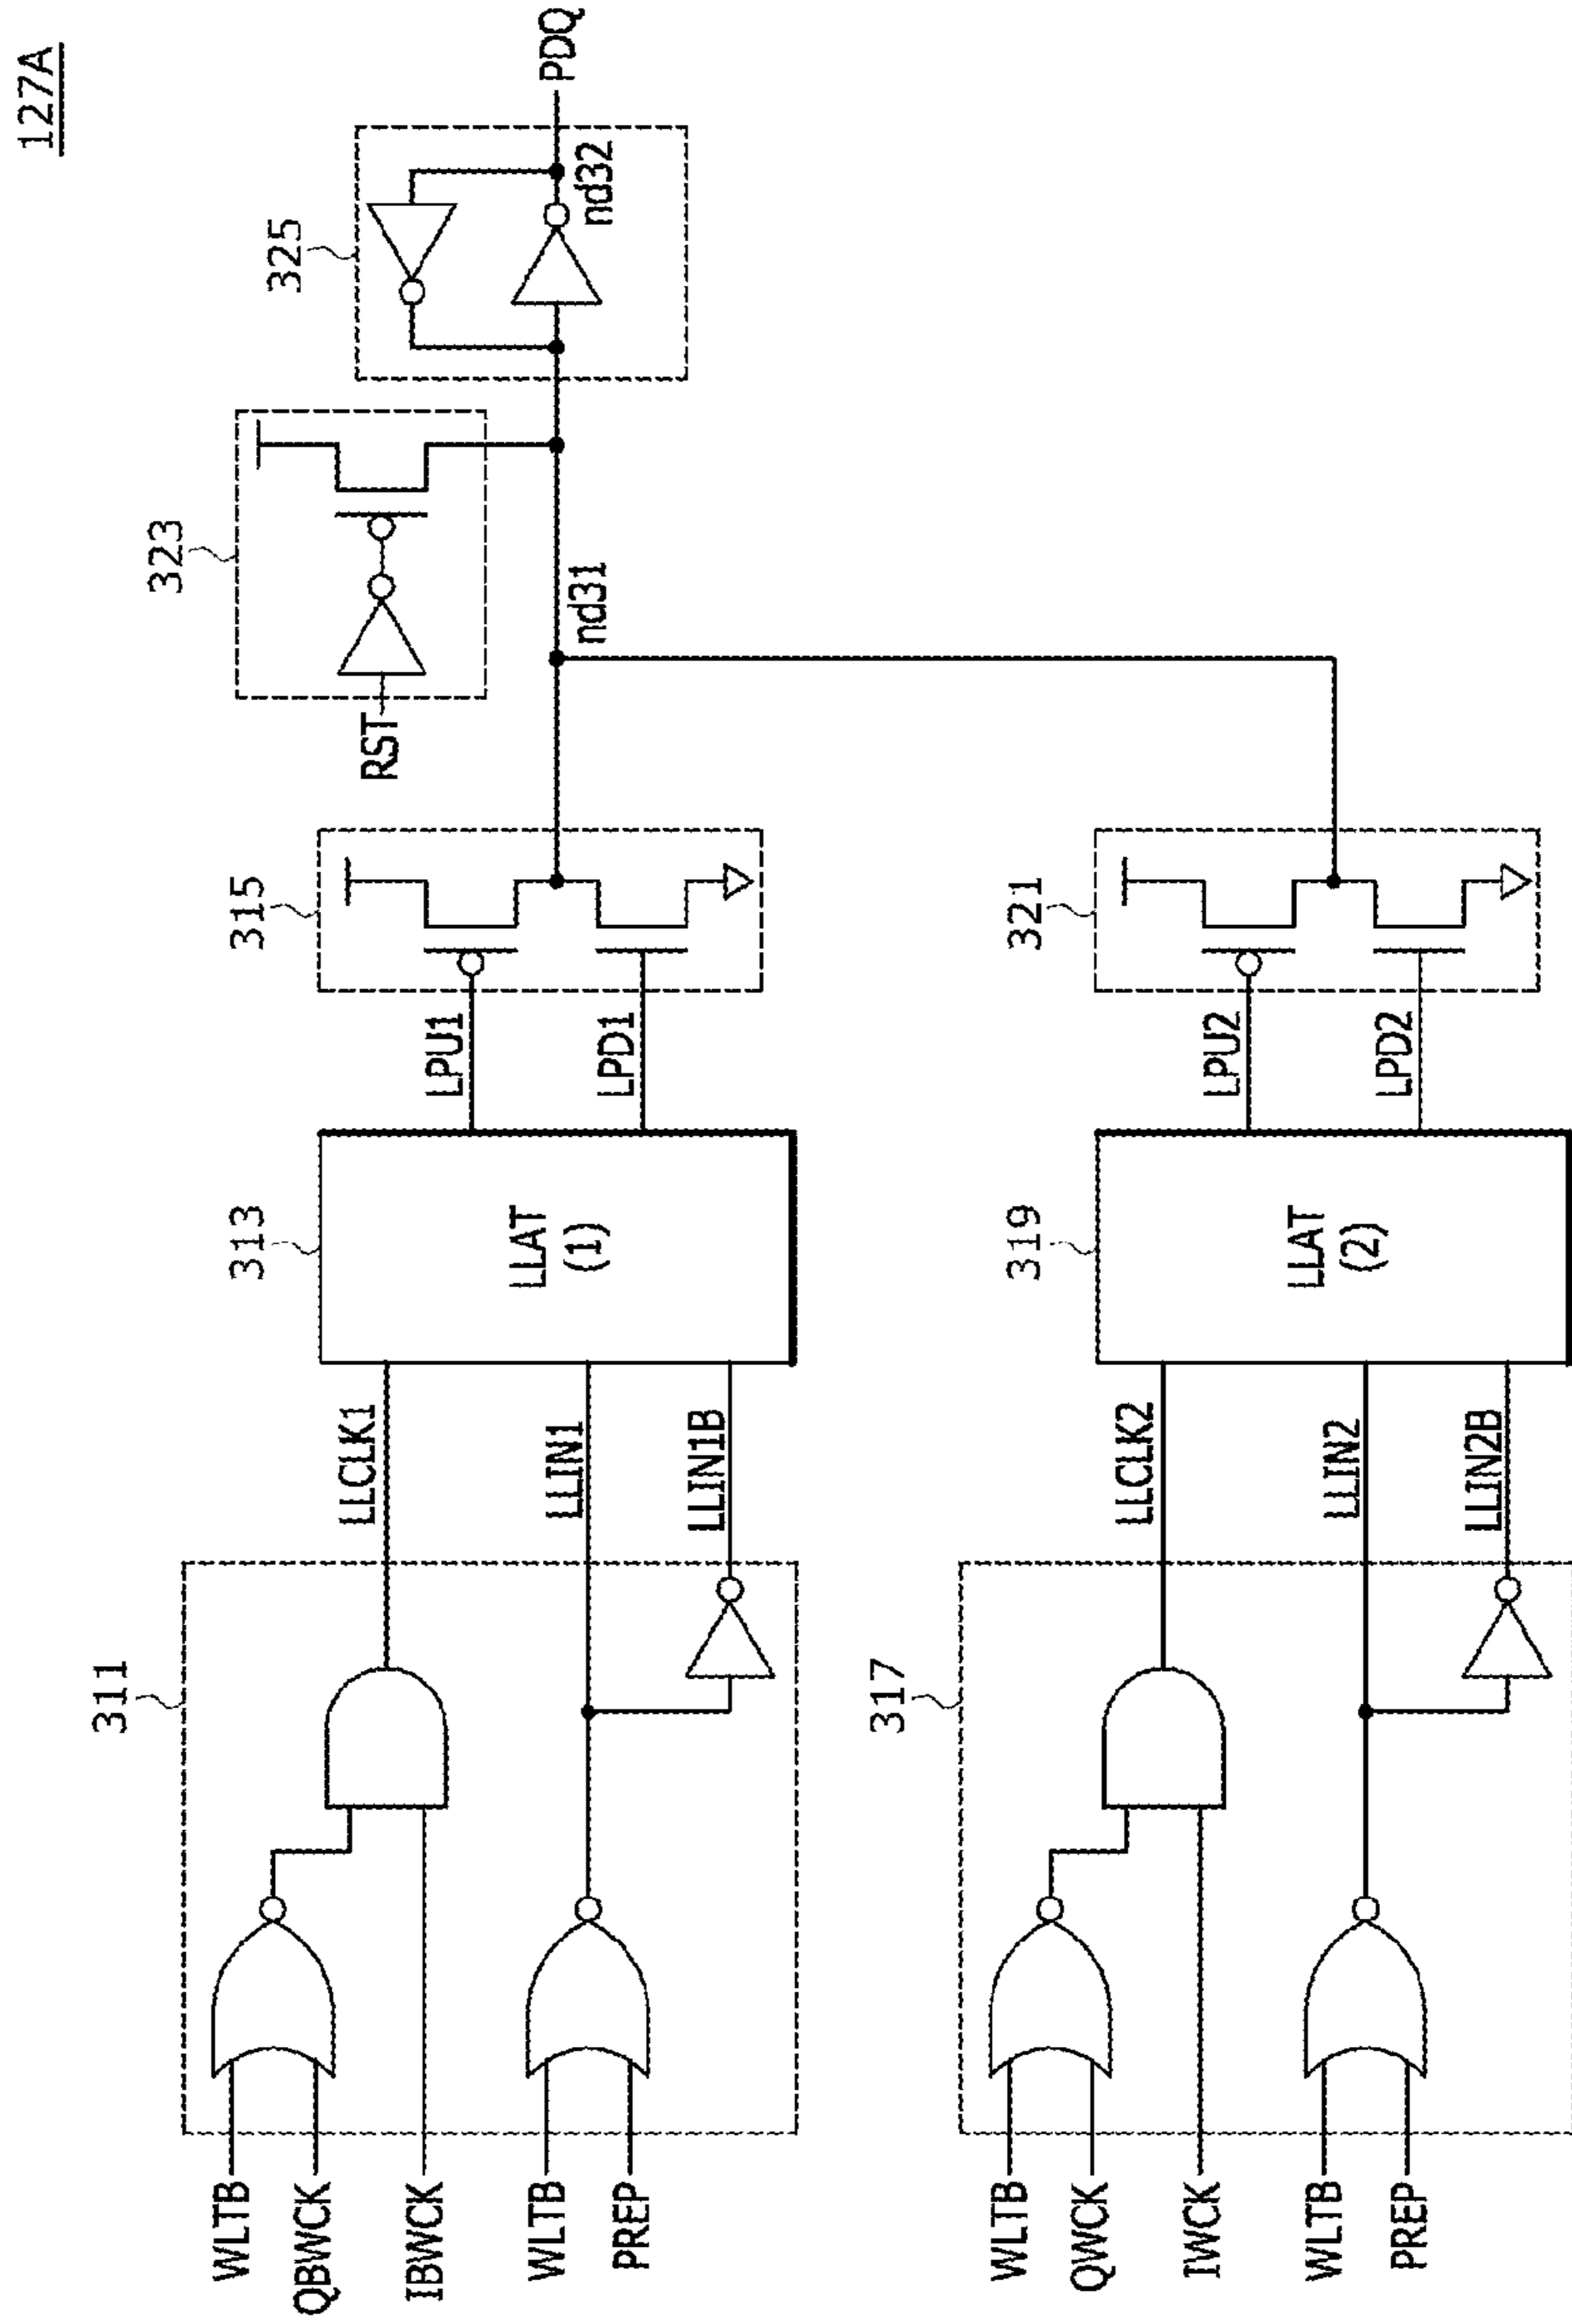 127A
311
WLTB
QBWCK
IBWCK
WLTB
PREP
LLCLK1
LLIN1
LLIN1B
313
LLAT
(1)
LPU1
LPD1
315
RST
323
nd31
325
nd32
PDQ
317
WLTB
QWCK
IWCK
WLTB
PREP
LLCLK2
LLIN2
LLIN2B
319
LLAT
(2)
LPU2
LPD2
321